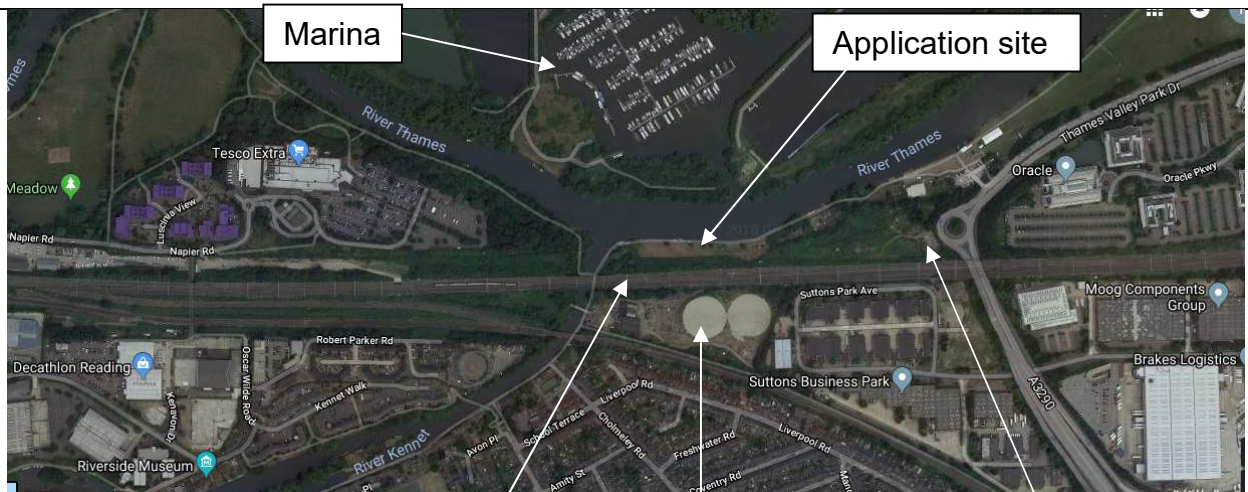 Marina
Application site
River Thames
River Thames
Thames Valley Park Dr
Tesco Extra
Oracle
Oracle Pkwy
Meadow
Luscinia View
Napier Rd
Napier Rd
Suttons Park Ave
Moog Components
Group
Robert Parker Rd
Decathlon Reading
Oscar Wilde Road
Brakes Logistics
Kennet Walk
Liverpool Rd
Suttons Business Park
A3290
Kenavon Dr
School Terrace
Cholmeley Rd
Freshwater Rd
Liverpool Rd
River Kennet
Avon Pl
Riverside Museum
Amity St
Coventry Rd
Pl